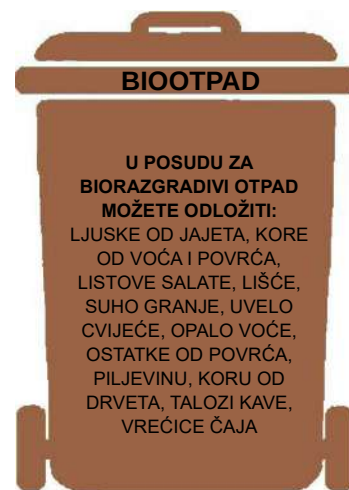 BIOOTPAD
U POSUDU ZA
BIORAZGRADIVI OTPAD
MOŽETE ODLOŽITI:
LJUSKE OD JAJETA, KORE
OD VOĆA I POVRĆA,
LISTOVE SALATE, LIŠĆE,
SUHO GRANJE, UVELO
CVIJEĆE, OPALO VOĆE,
OSTATKE OD POVRĆA,
PILJEVINU, KORU OD
DRVETA, TALOZI KAVE,
VREĆICE ČAJA